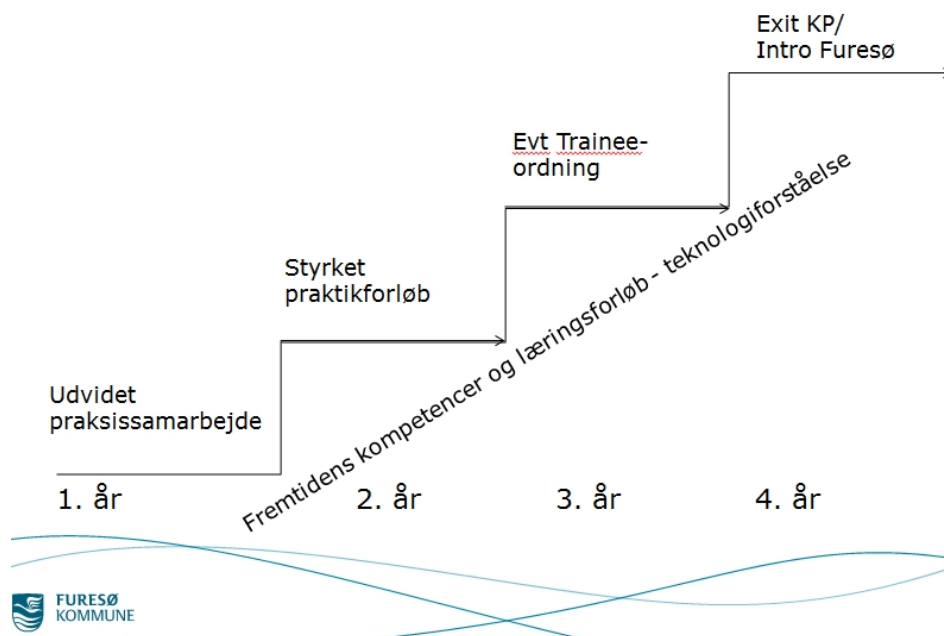 Exit KP/
Intro Furesø
Evt Trainee-
ordning
Styrket
praktikforløb
Udvidet
praksissamarbejde
Fremtidens kompetencer og læringsforløb - teknologiforståelse
1. år
2. år
3. år
4. år
FURESØ
KOMMUNE